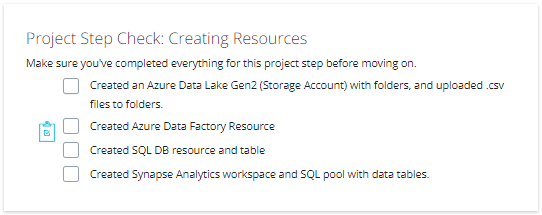 Project Step Check: Creating Resources
Make sure you've completed everything for this project step before moving on.
Created an Azure Data Lake Gen2 (Storage Account) with folders, and uploaded .csv
files to folders.
Created Azure Data Factory Resource
Created SQL DB resource and table
Created Synapse Analytics workspace and SQL pool with data tables.